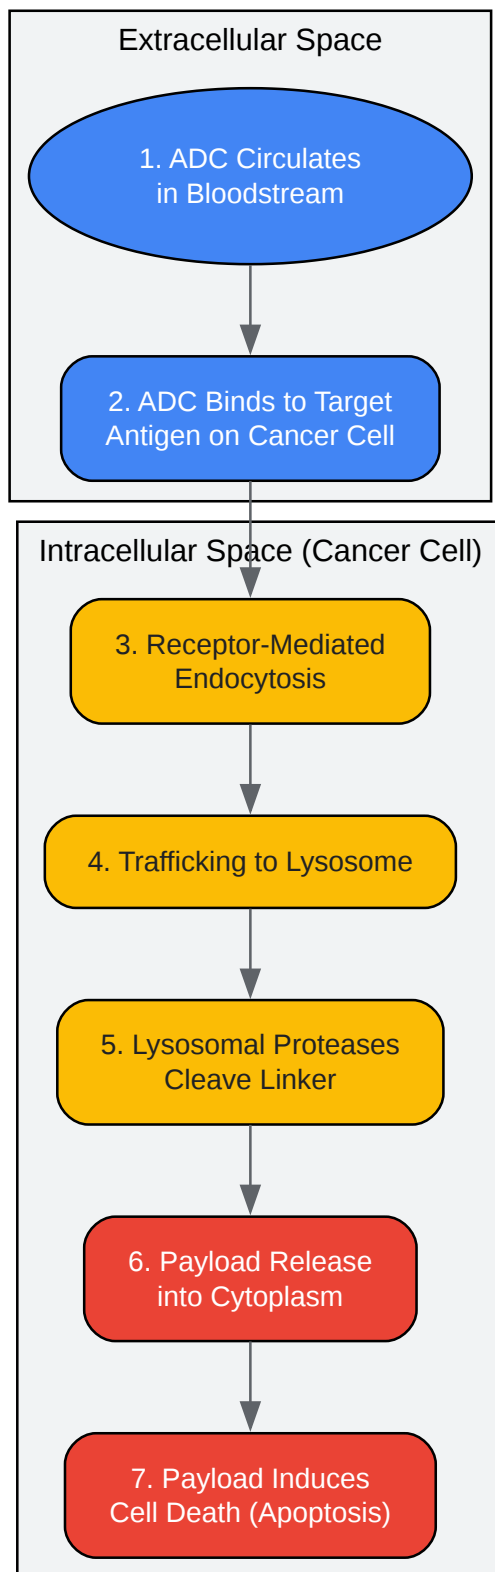 Extracellular Space
1. ADC Circulates
in Bloodstream
2. ADC Binds to Target
Antigen on Cancer Cell
Intracellular Space (Cancer Cell)
3. Receptor-Mediated
Endocytosis
4. Trafficking to Lysosome
5. Lysosomal Proteases
Cleave Linker
6. Payload Release
into Cytoplasm
7. Payload Induces
Cell Death (Apoptosis)